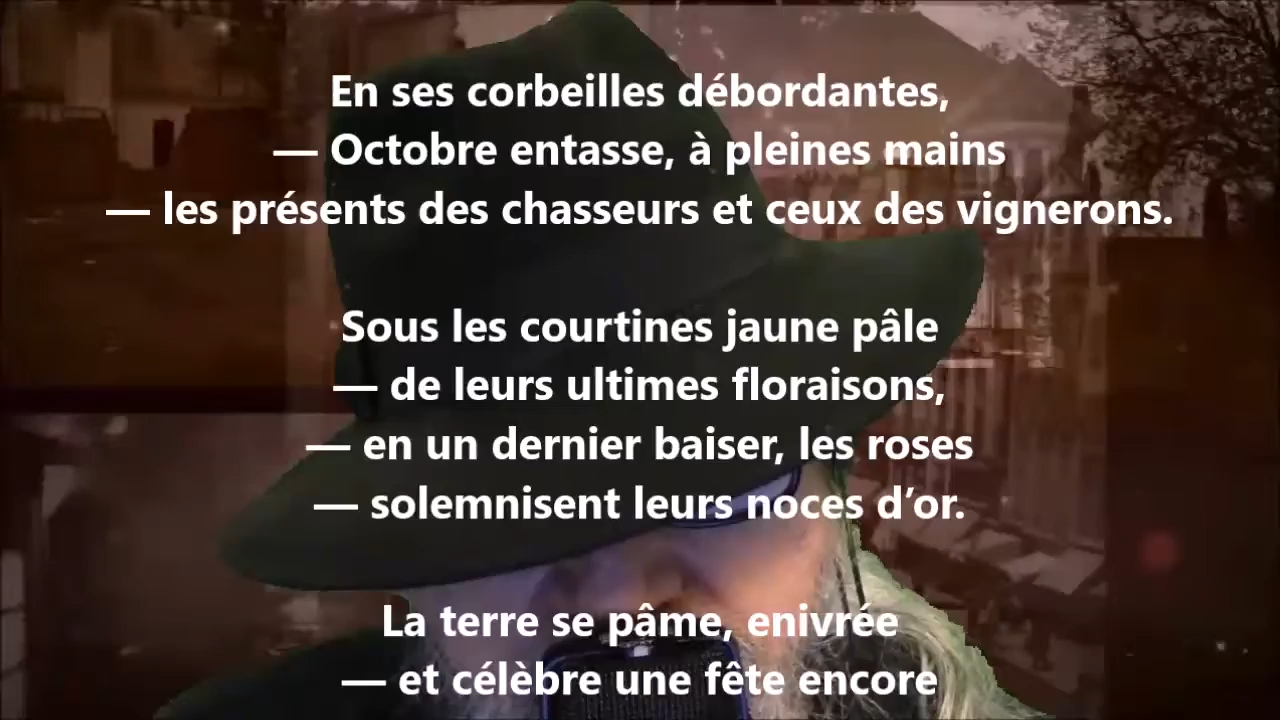 En ses corbeilles débordantes,
— Octobre entasse, à pleines mains
— les présents des chasseurs et ceux des vignerons.
Sous les courtines jaune pâle
— de leurs ultimes floraisons,
— en un dernier baiser, les roses
— solemnisent leurs noces d’or.
La terre se pâme, enivrée
— et célèbre une fête encore